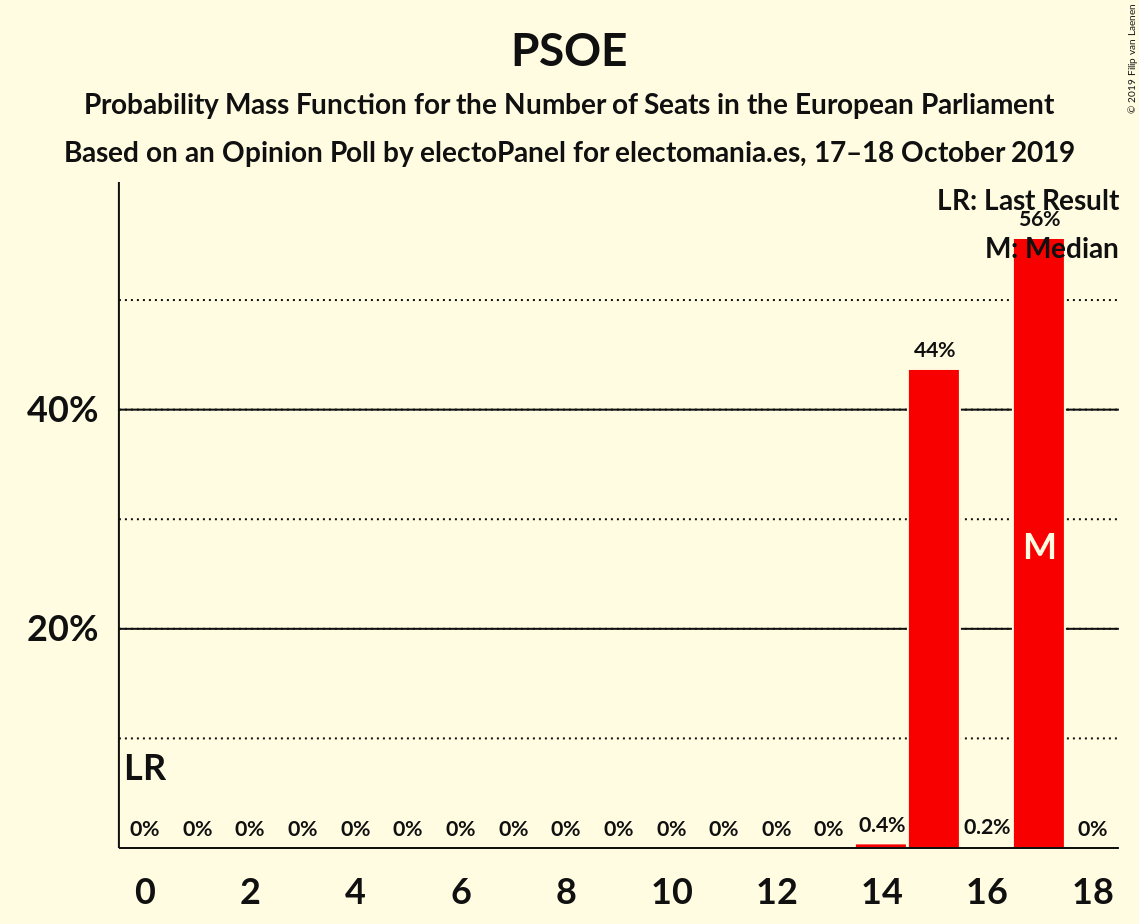 PSOE
Probability Mass Function for the Number of Seats in the European Parliament
Based on an Opinion Poll by electoPanel for electomania.es, 17–18 October 2019
© 2019 Filip van Laenen
LR: Last Result
M: Median
56%
44%
40%
M
20%
LR
0% 0% 0% 0% 0% 0% 0% 0% 0% 0% 0% 0% 0% 0% 0.4% 0.2% 0%
0 2 4 6 8 10 12 14 16 18